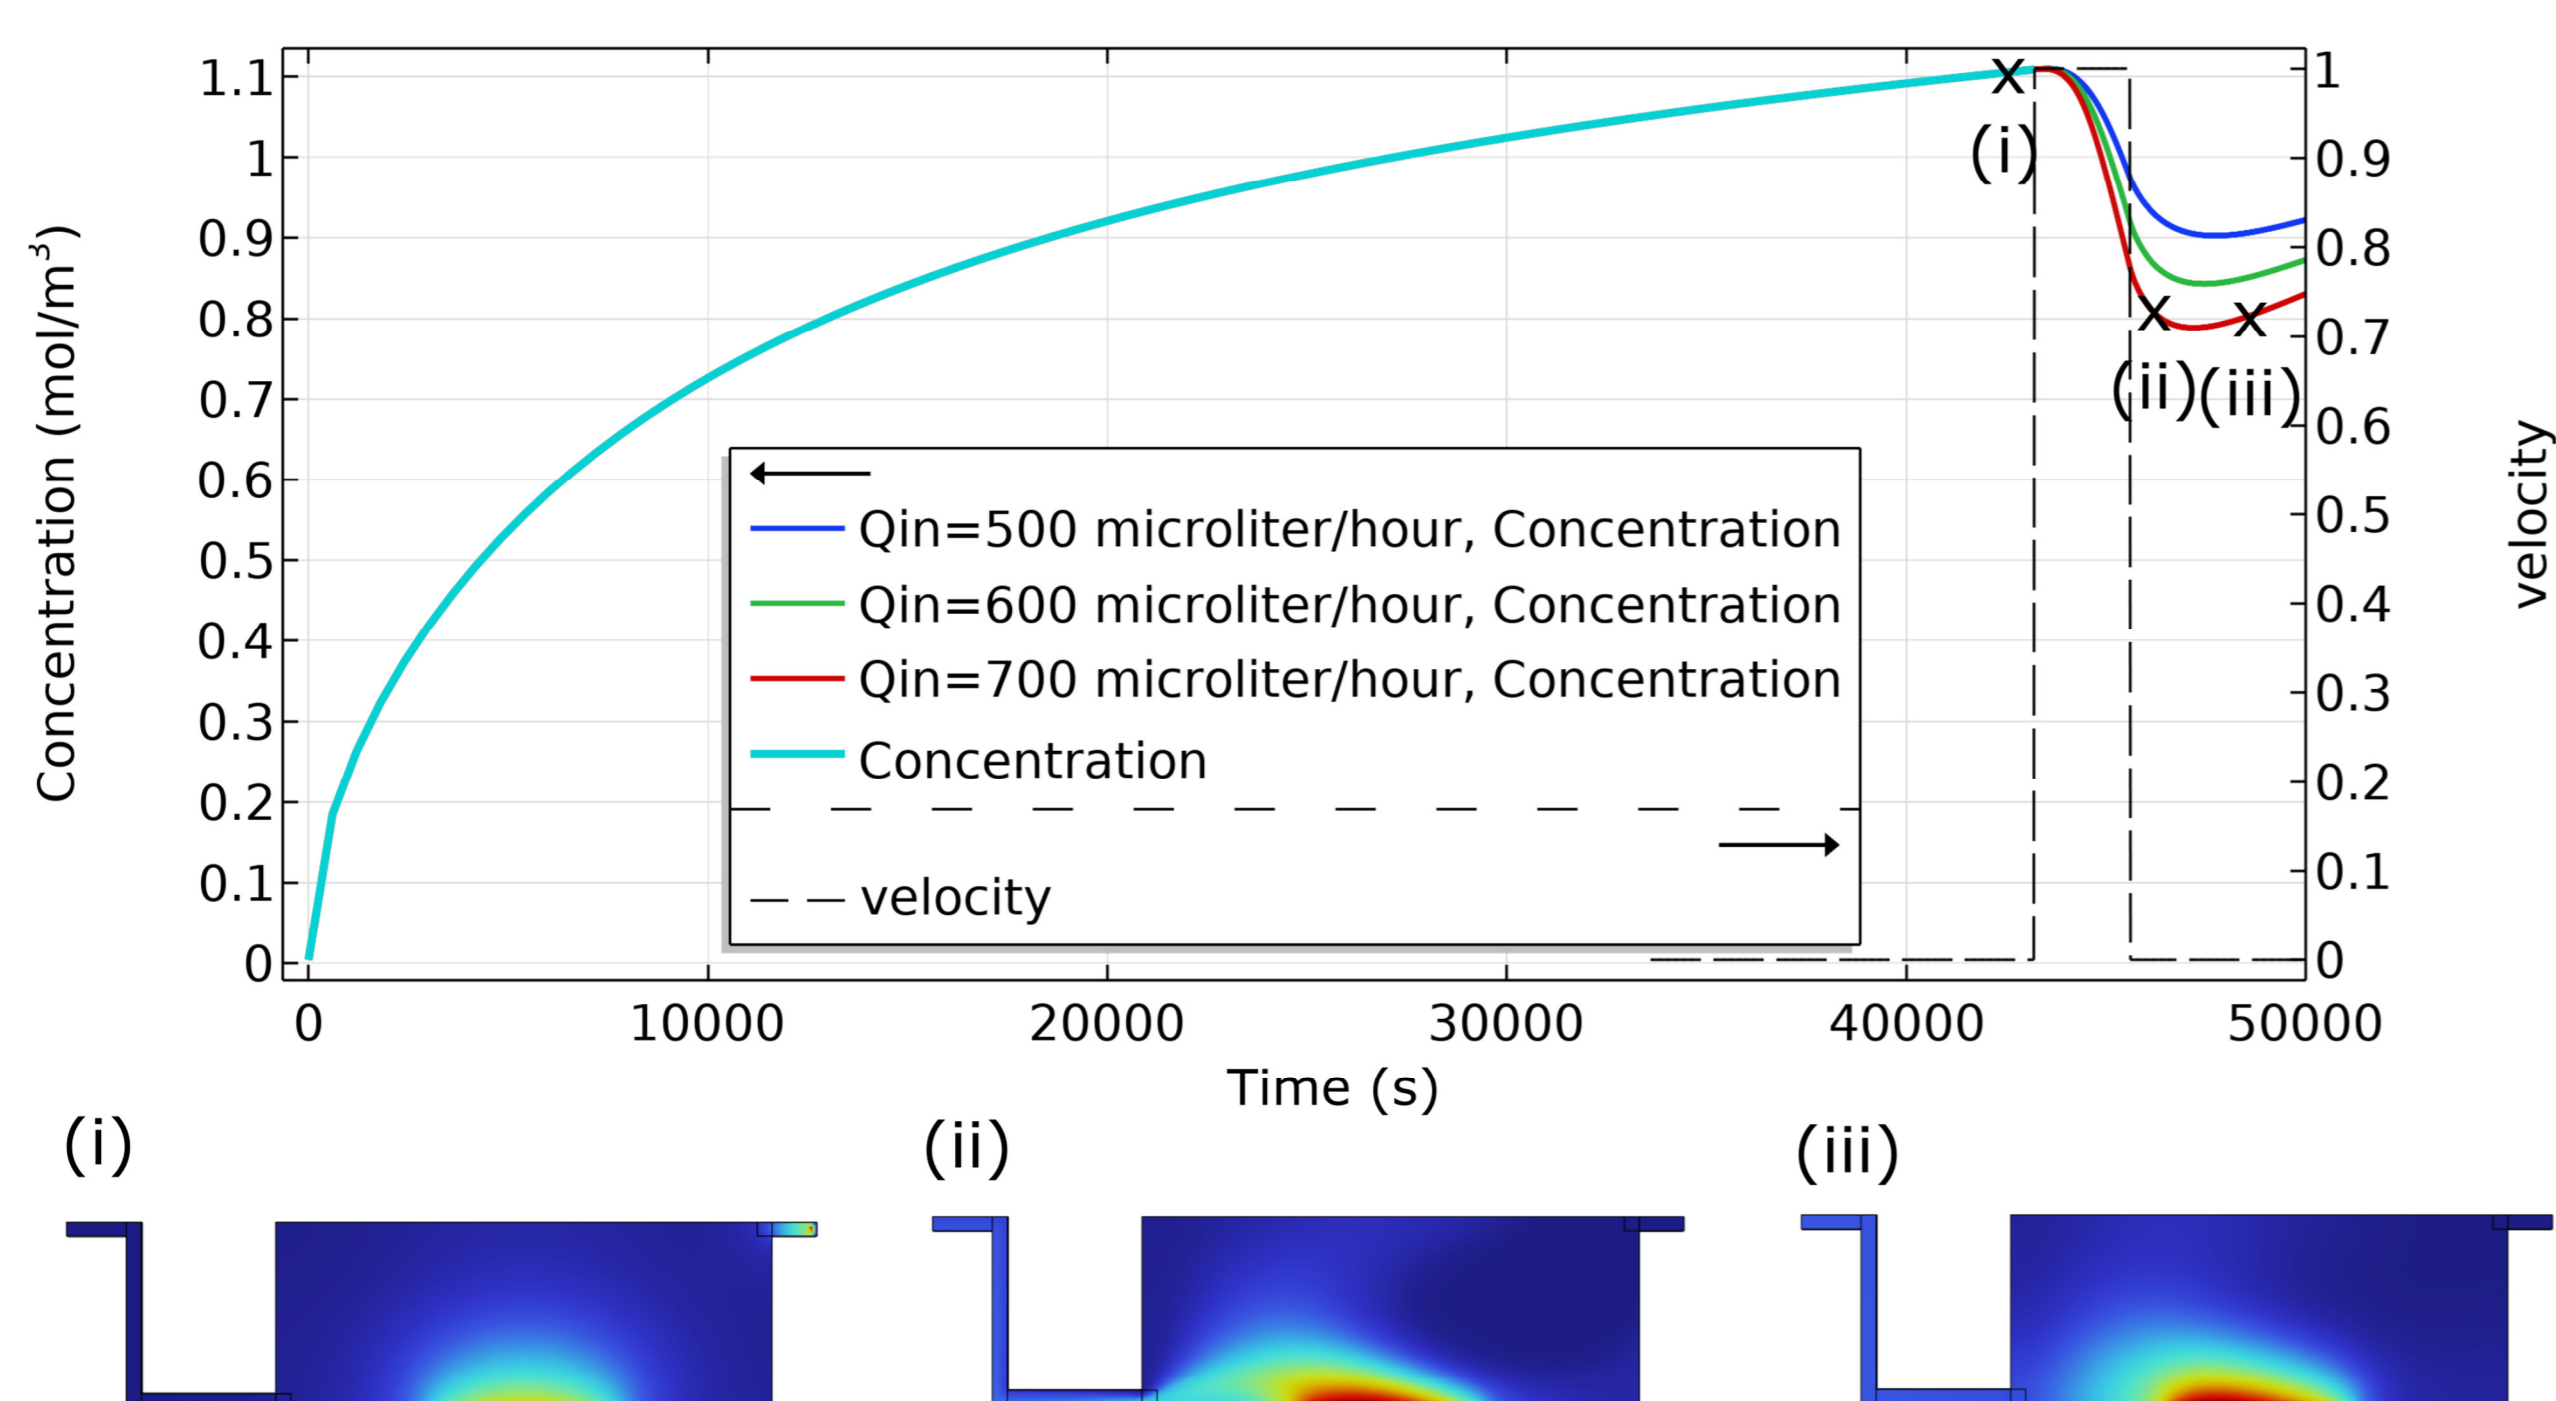 1.1
1
0.9
0.8
0.7
0.6
0.5
0.4
0.3
0.2
0.1
0
Concentration (mol/m³)
1
0.9
0.8
0.7
0.6
0.5
0.4
0.3
0.2
0.1
0
velocity
x
(i)
x x
(ii) (iii)
Qin=500 microliter/hour, Concentration
Qin=600 microliter/hour, Concentration
Qin=700 microliter/hour, Concentration
Concentration
velocity
0 10000 20000 30000 40000 50000
Time (s)
(i) (ii) (iii)